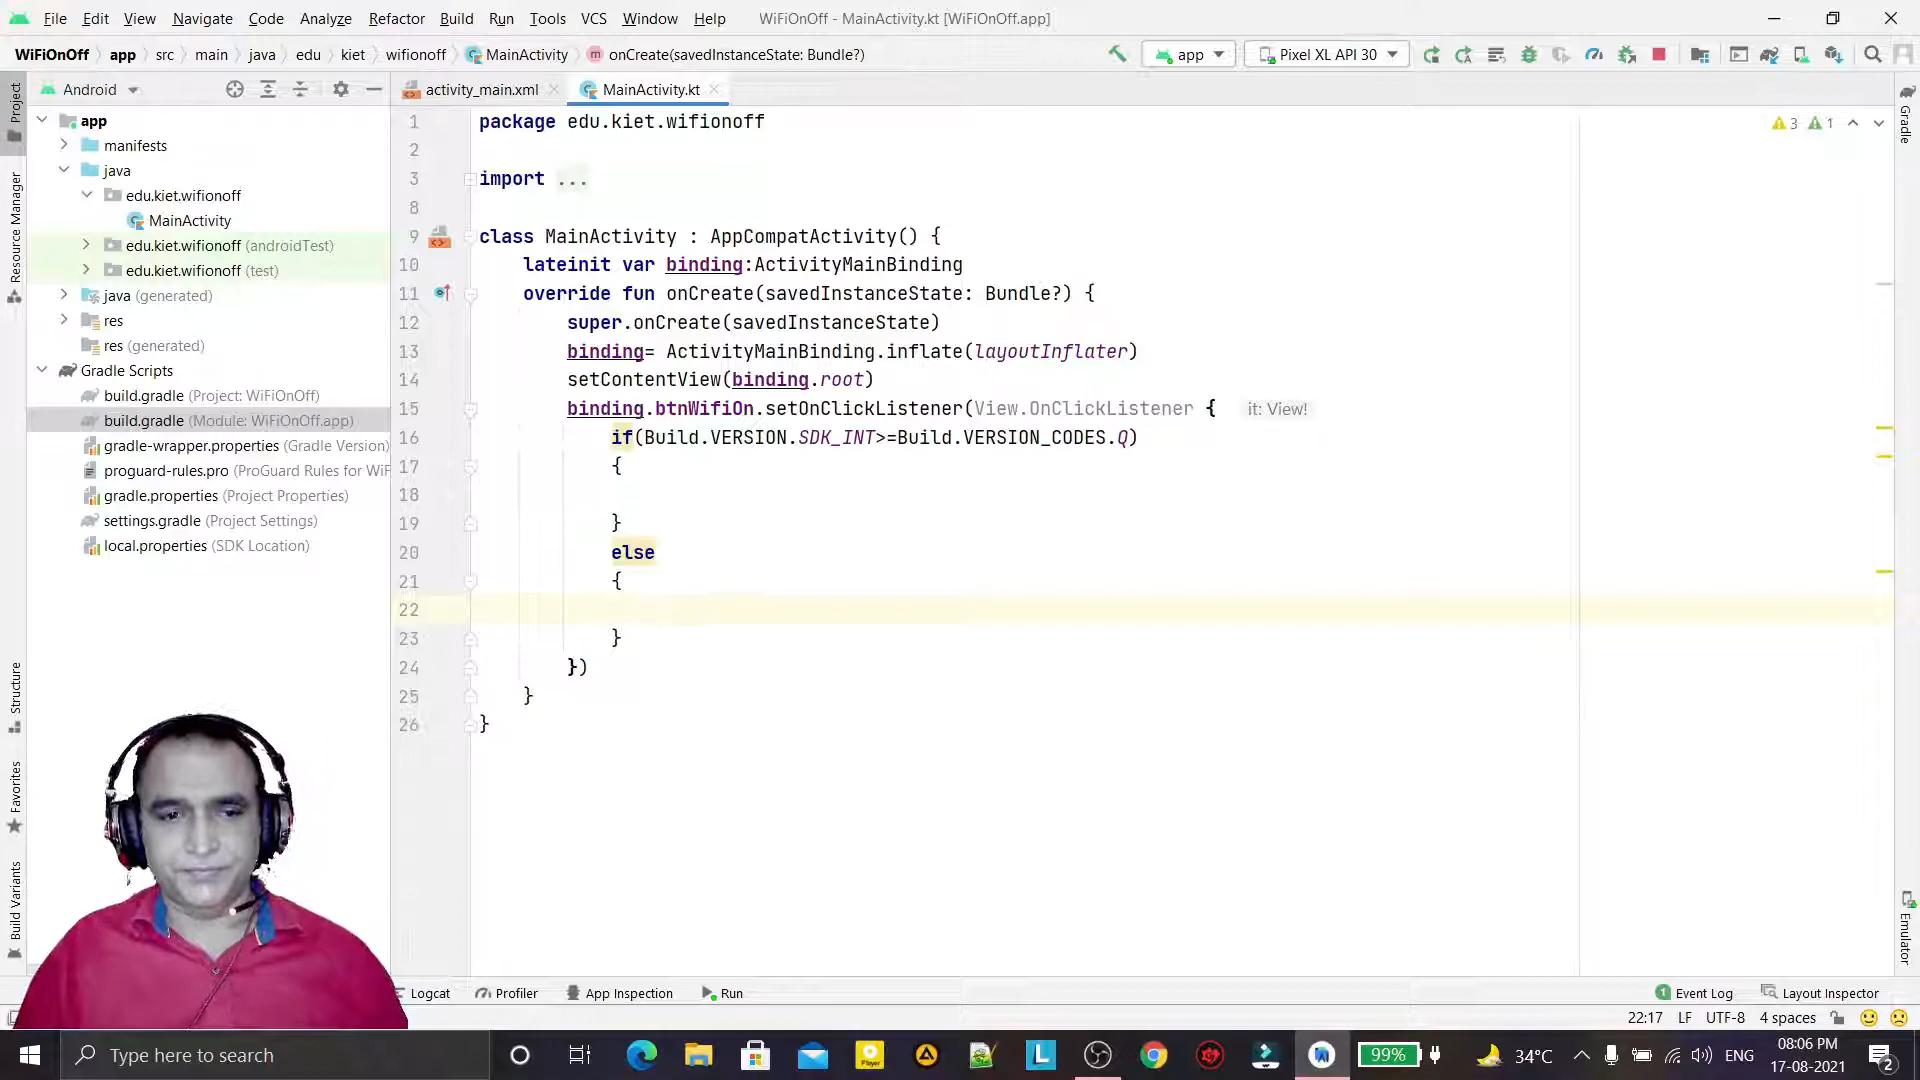 File Edit View Navigate Code Analyze Refactor Build Run Tools VCS Window Help WiFiOnOff - MainActivity.kt [WiFiOnOff.app]
WiFiOnOff app src main java edu kiet wifionoff MainActivity onCreate(savedInstanceState: Bundle?) app Pixel XL API 30
Android activity_main.xml MainActivity.kt
Project
Resource Manager
Structure
Favorites
Build Variants
app
manifests
java
edu.kiet.wifionoff
MainActivity
edu.kiet.wifionoff (androidTest)
edu.kiet.wifionoff (test)
java (generated)
res
res (generated)
Gradle Scripts
build.gradle (Project: WiFiOnOff)
build.gradle (Module: WiFiOnOff.app)
gradle-wrapper.properties (Gradle Version)
proguard-rules.pro (ProGuard Rules for WiF
gradle.properties (Project Properties)
settings.gradle (Project Settings)
local.properties (SDK Location)
1 package edu.kiet.wifionoff
2
3 import ...
8
9 class MainActivity : AppCompatActivity() {
10 lateinit var binding:ActivityMainBinding
11 override fun onCreate(savedInstanceState: Bundle?) {
12 super.onCreate(savedInstanceState)
13 binding= ActivityMainBinding.inflate(layoutInflater)
14 setContentView(binding.root)
15 binding.btnWifiOn.setOnClickListener(View.OnClickListener { it: View!
16 if(Build.VERSION.SDK_INT>=Build.VERSION_CODES.Q)
17 {
18
19 }
20 else
21 {
22
23 }
24 })
25 }
26 }
3 1
Gradle
Emulator
Logcat Profiler App Inspection Run 1 Event Log Layout Inspector
22:17 LF UTF-8 4 spaces
Type here to search Player L 99% 34°C ENG 08:06 PM
17-08-2021 2